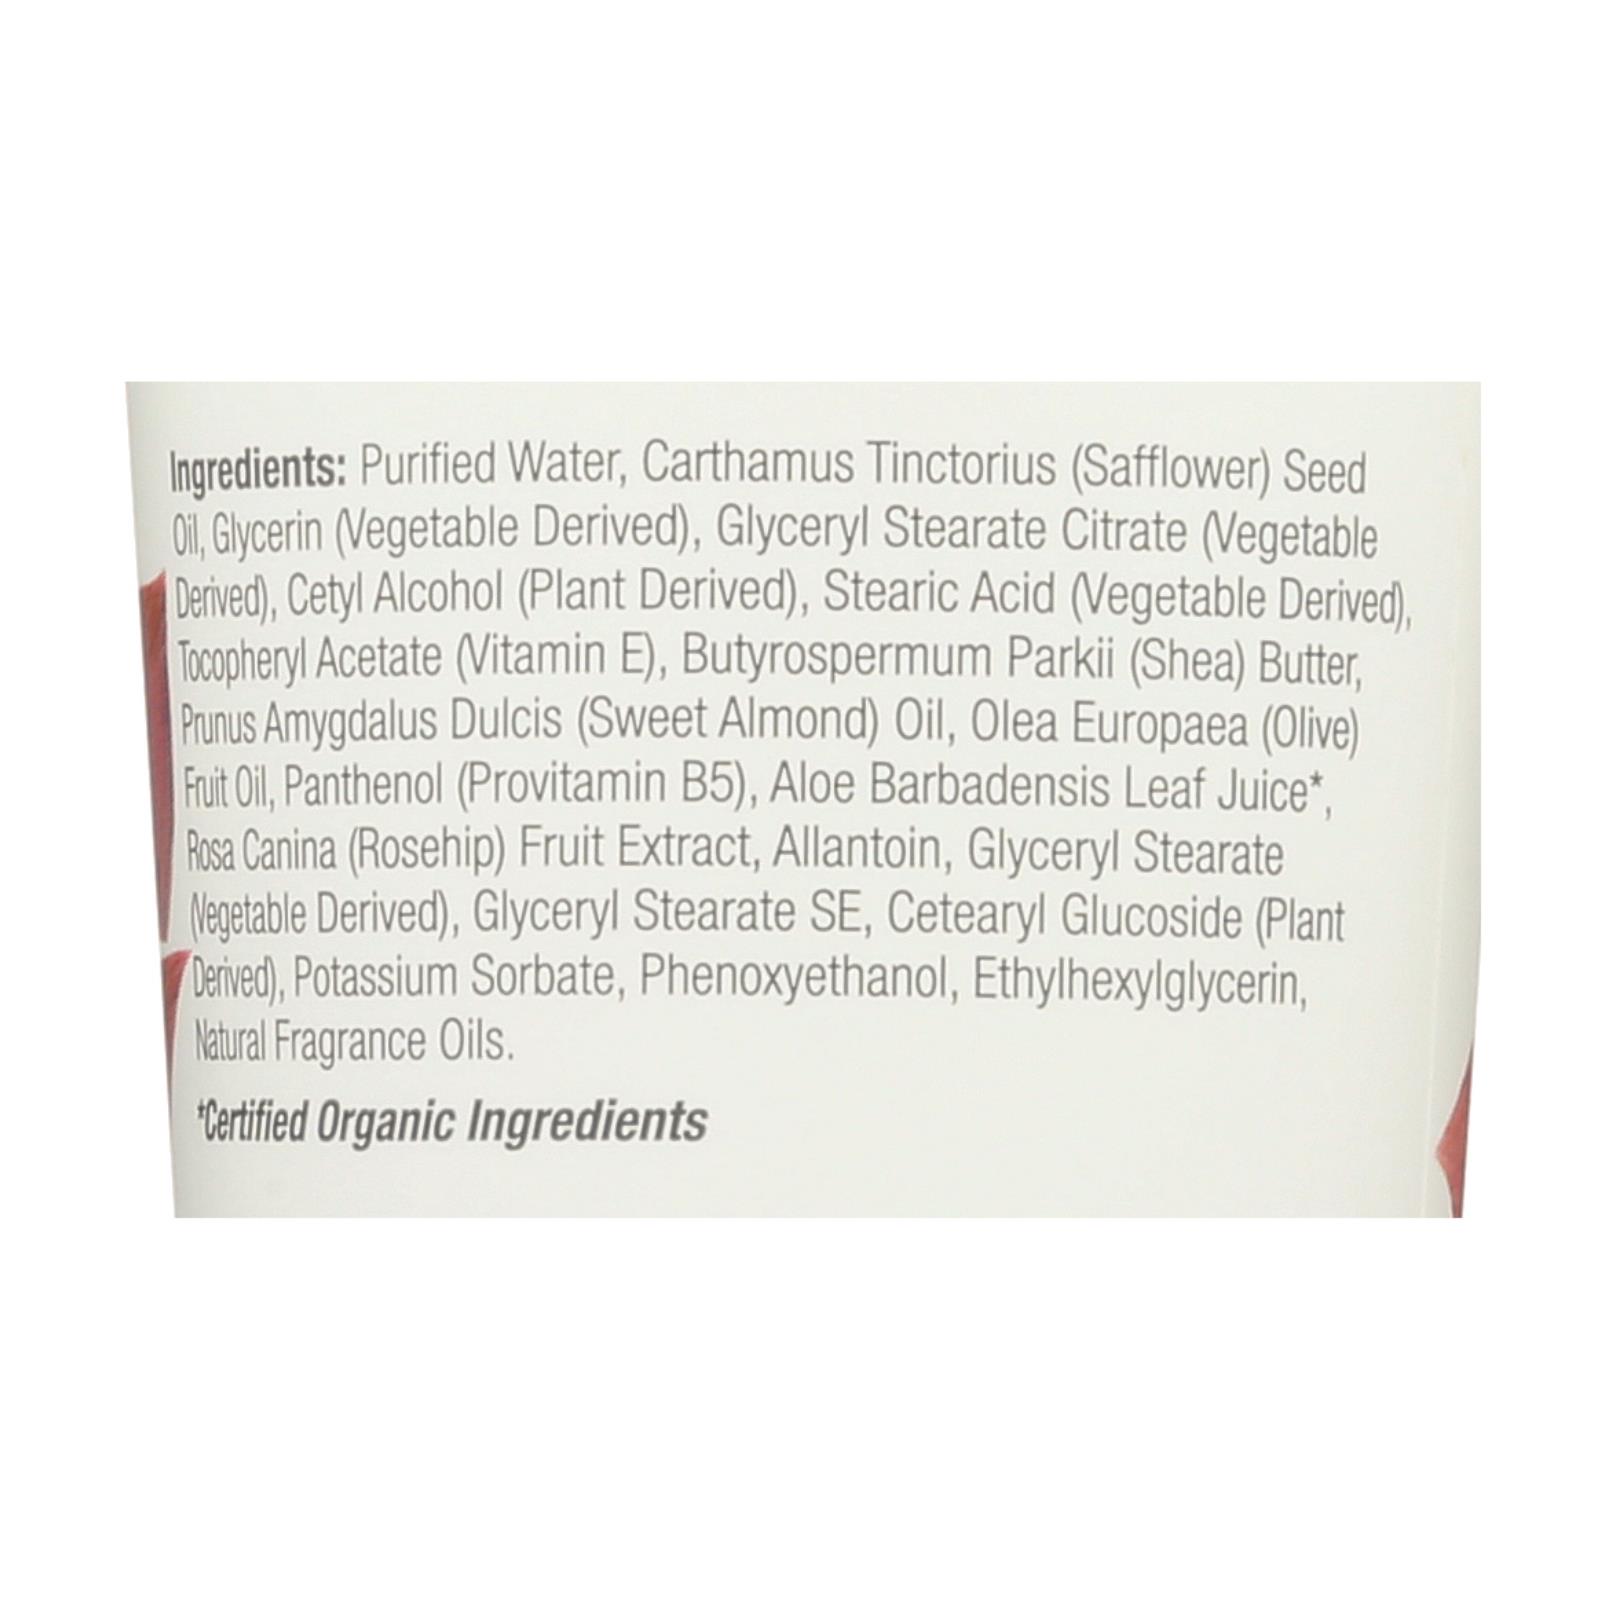 Ingredients: Purified Water, Carthamus Tinctorius (Safflower) Seed
Oil, Glycerin (Vegetable Derived), Glyceryl Stearate Citrate (Vegetable
Derived), Cetyl Alcohol (Plant Derived), Stearic Acid (Vegetable Derived),
Tocopheryl Acetate (Vitamin E), Butyrospermum Parkii (Shea) Butter,
Prunus Amygdalus Dulcis (Sweet Almond) Oil, Olea Europaea (Olive)
Fruit Oil, Panthenol (Provitamin B5), Aloe Barbadensis Leaf Juice*,
Rosa Canina (Rosehip) Fruit Extract, Allantoin, Glyceryl Stearate
(Vegetable Derived), Glyceryl Stearate SE, Cetearyl Glucoside (Plant
Derived), Potassium Sorbate, Phenoxyethanol, Ethylhexylglycerin,
Natural Fragrance Oils.
*Certified Organic Ingredients